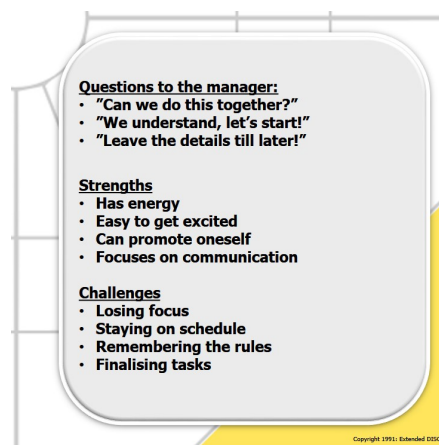 Questions to the manager:
• ”Can we do this together?”
• ”We understand, let’s start!”
• ”Leave the details till later!”
Strengths
• Has energy
• Easy to get excited
• Can promote oneself
• Focuses on communication
Challenges
• Losing focus
• Staying on schedule
• Remembering the rules
• Finalising tasks
Copyright 1991: Extended DISC